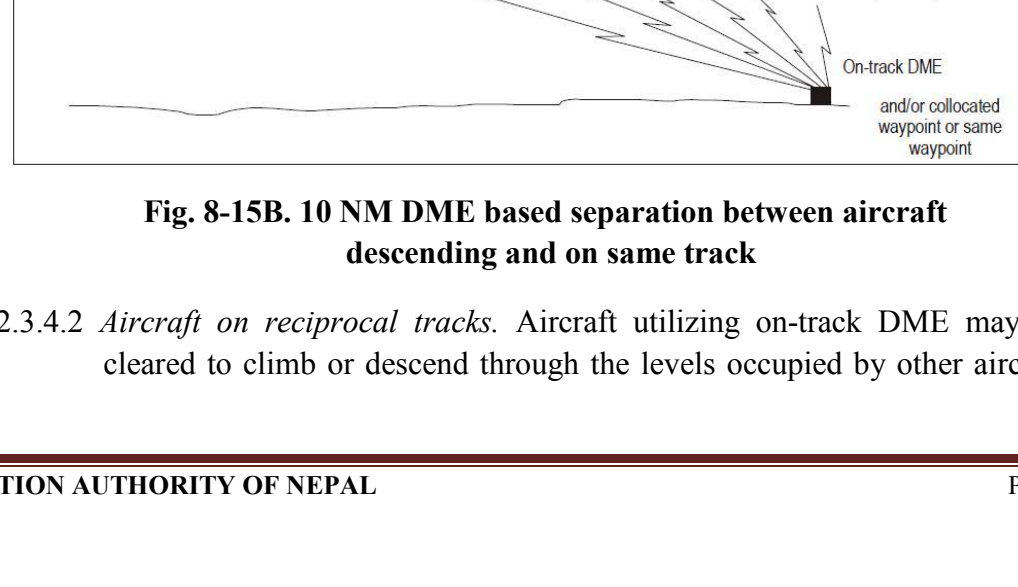 On-track DME
and/or collocated
waypoint or same
waypoint
Fig. 8-15B. 10 NM DME based separation between aircraft
descending and on same track
2.3.4.2 Aircraft on reciprocal tracks. Aircraft utilizing on-track DME may
cleared to climb or descend through the levels occupied by other airc
TION AUTHORITY OF NEPAL P